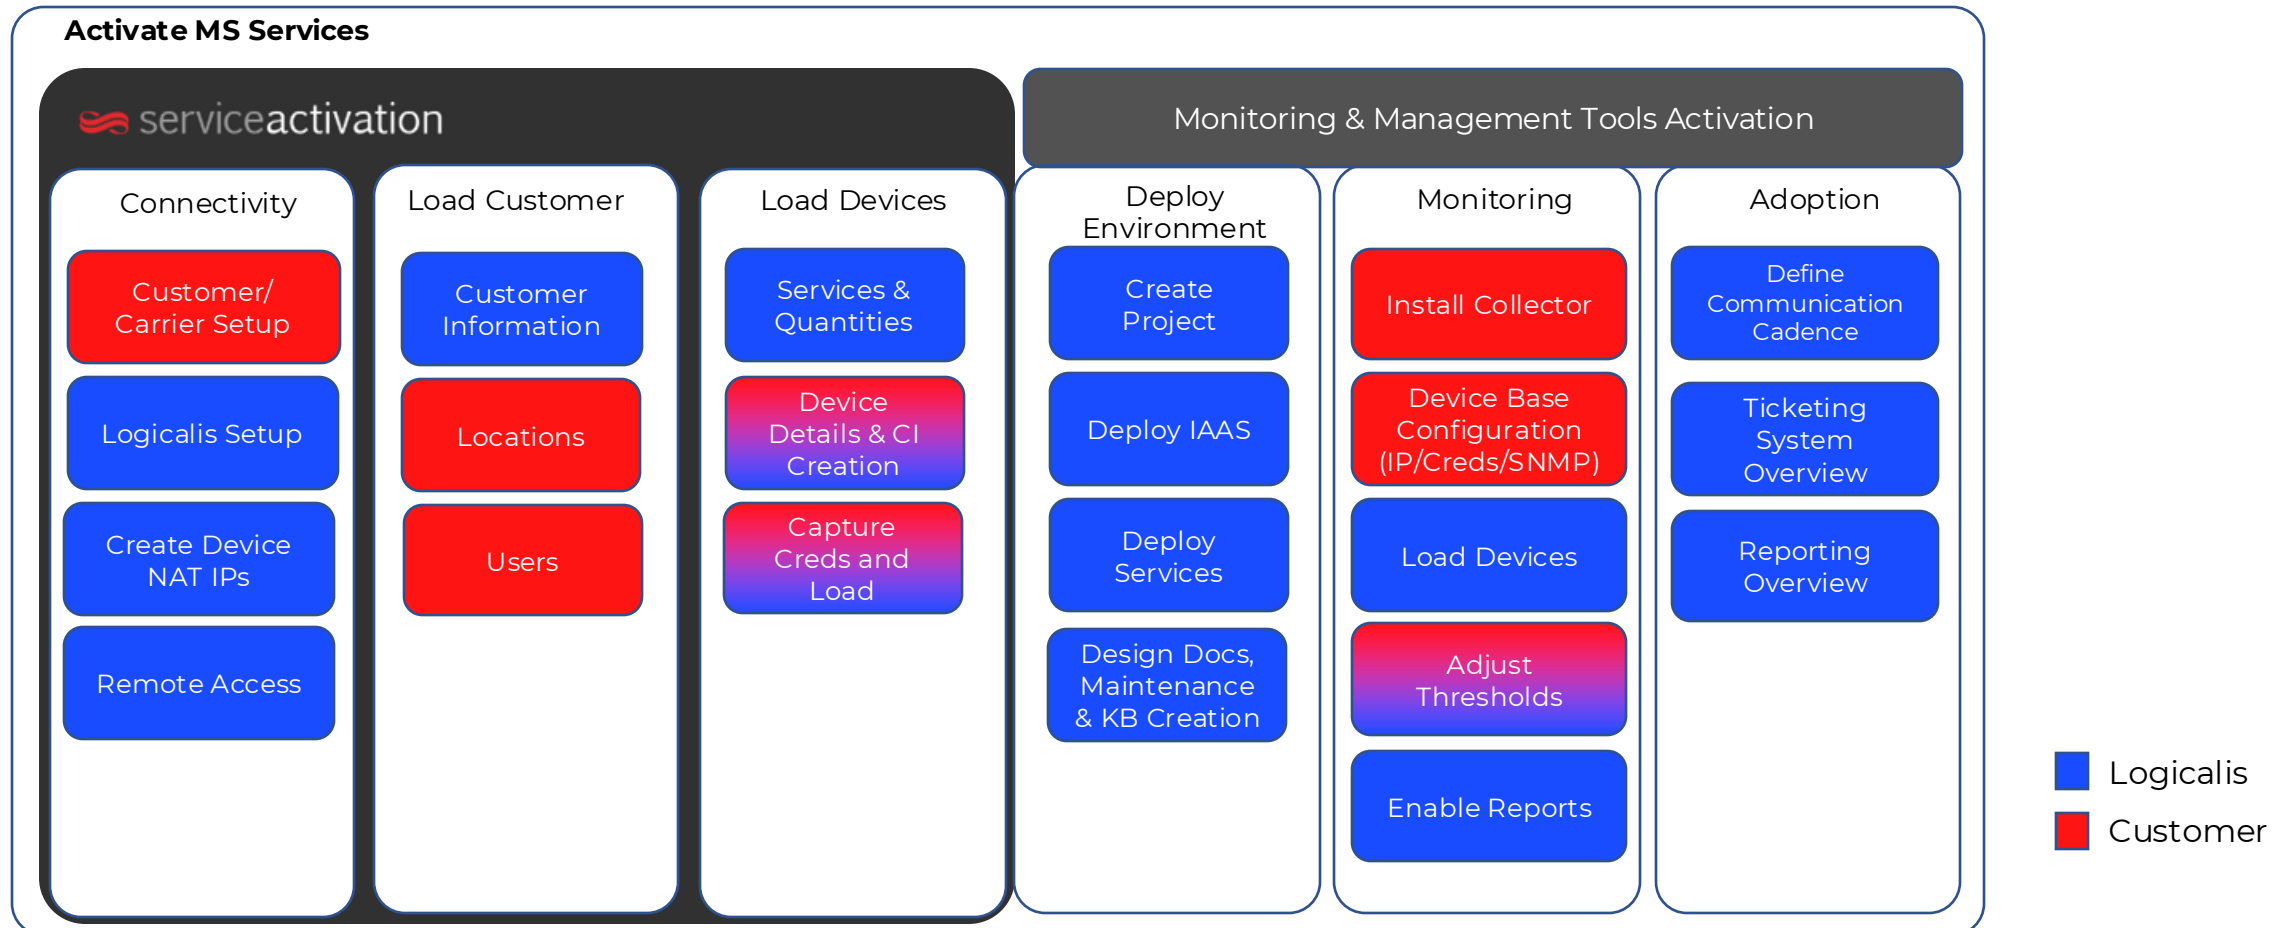 Activate MS Services
serviceactivation
Monitoring & Management Tools Activation
Connectivity
Customer/
Carrier Setup
Logicalis Setup
Create Device
NAT IPs
Remote Access
Load Customer
Customer
Information
Locations
Users
Load Devices
Services &
Quantities
Device
Details & CI
Creation
Capture
Creds and
Load
Deploy
Environment
Create
Project
Deploy IAAS
Deploy
Services
Design Docs,
Maintenance
& KB Creation
Monitoring
Install Collector
Device Base
Configuration
(IP/Creds/SNMP)
Load Devices
Adjust
Thresholds
Enable Reports
Adoption
Define
Communication
Cadence
Ticketing
System
Overview
Reporting
Overview
Logicalis
Customer